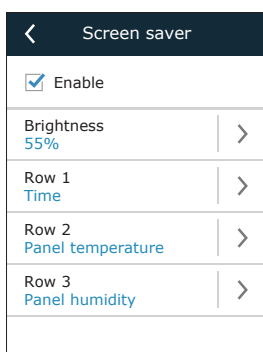 Screen saver
Enable
Brightness
55%
Row 1
Time
Row 2
Panel temperature
Row 3
Panel humidity